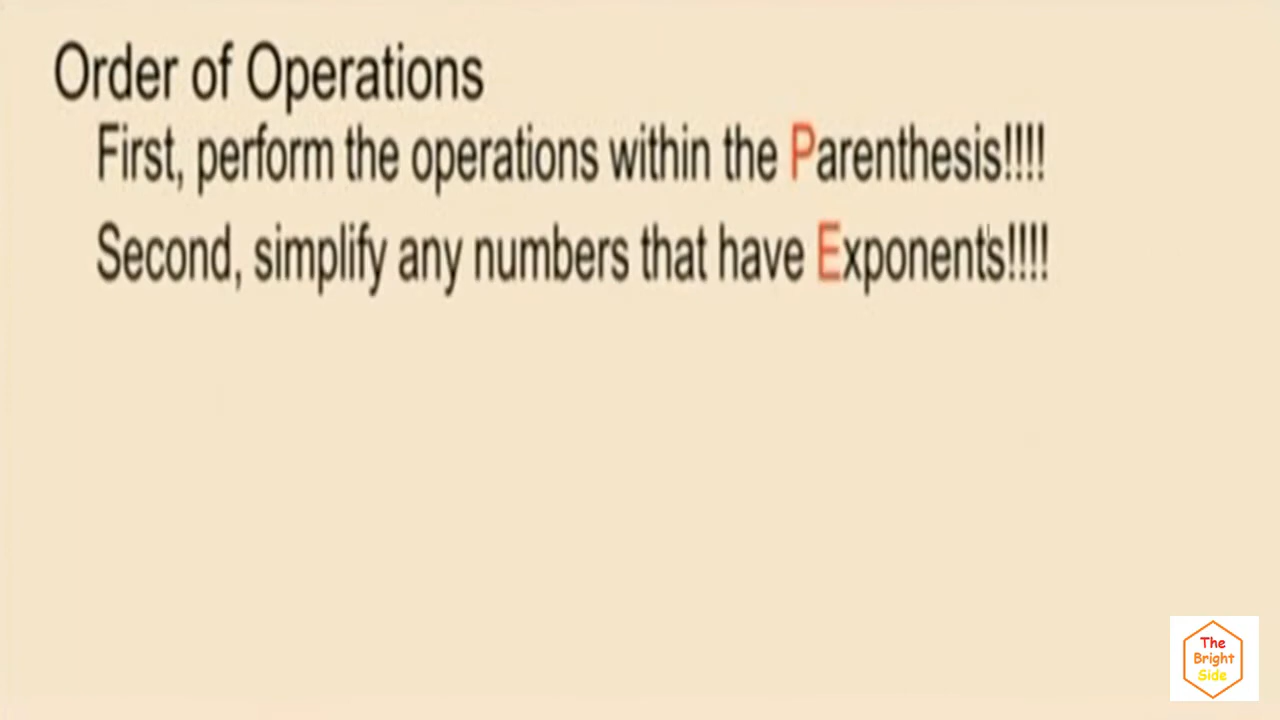 Order of Operations
First, perform the operations within the Parenthesis!!!!
Second, simplify any numbers that have Exponent's!!!!
The
Bright
Side